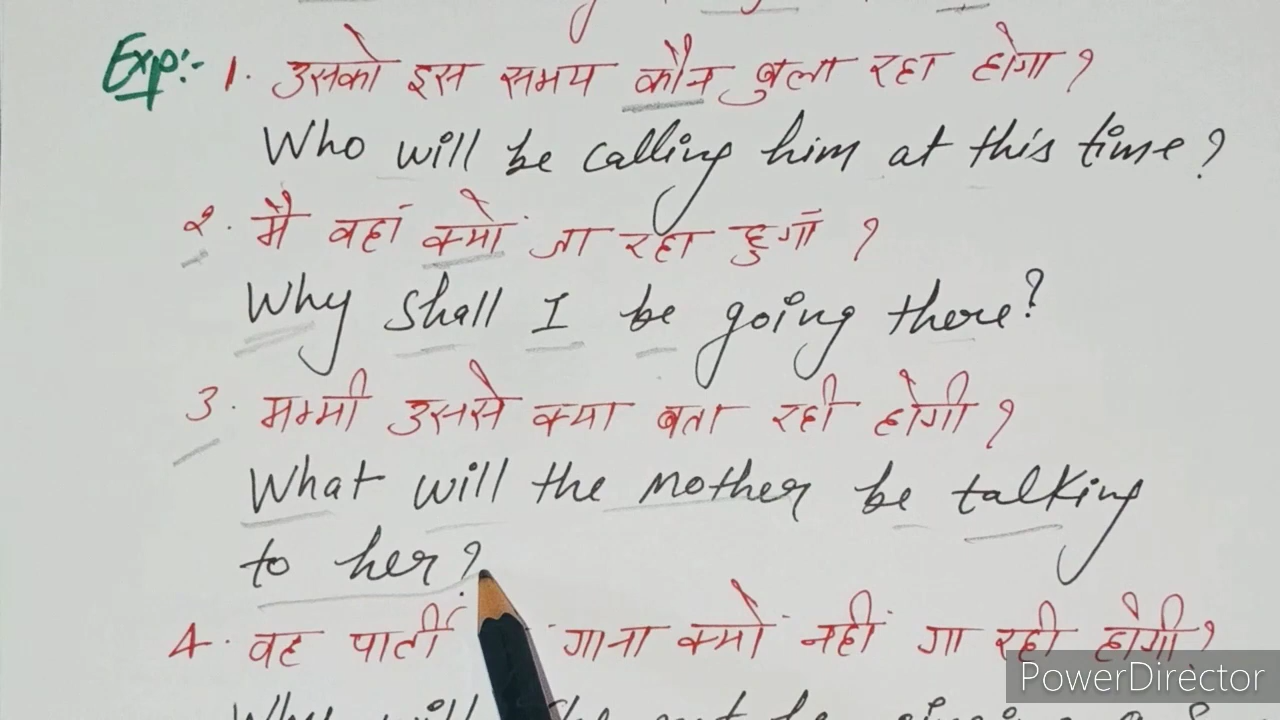 Exp:- 1. उसको इस समय कौन बुला रहा होगा ?
Who will be calling him at this time?
2. मै वहां क्यों जा रहा हुगाँ ?
Why shall I be going there?
3. मम्मी उससे क्या बता रही होगी ?
What will the mother be talking
to her?
4. वह पार्टी गाना क्यों नहीं गा रही होगी ?
PowerDirector
Why will